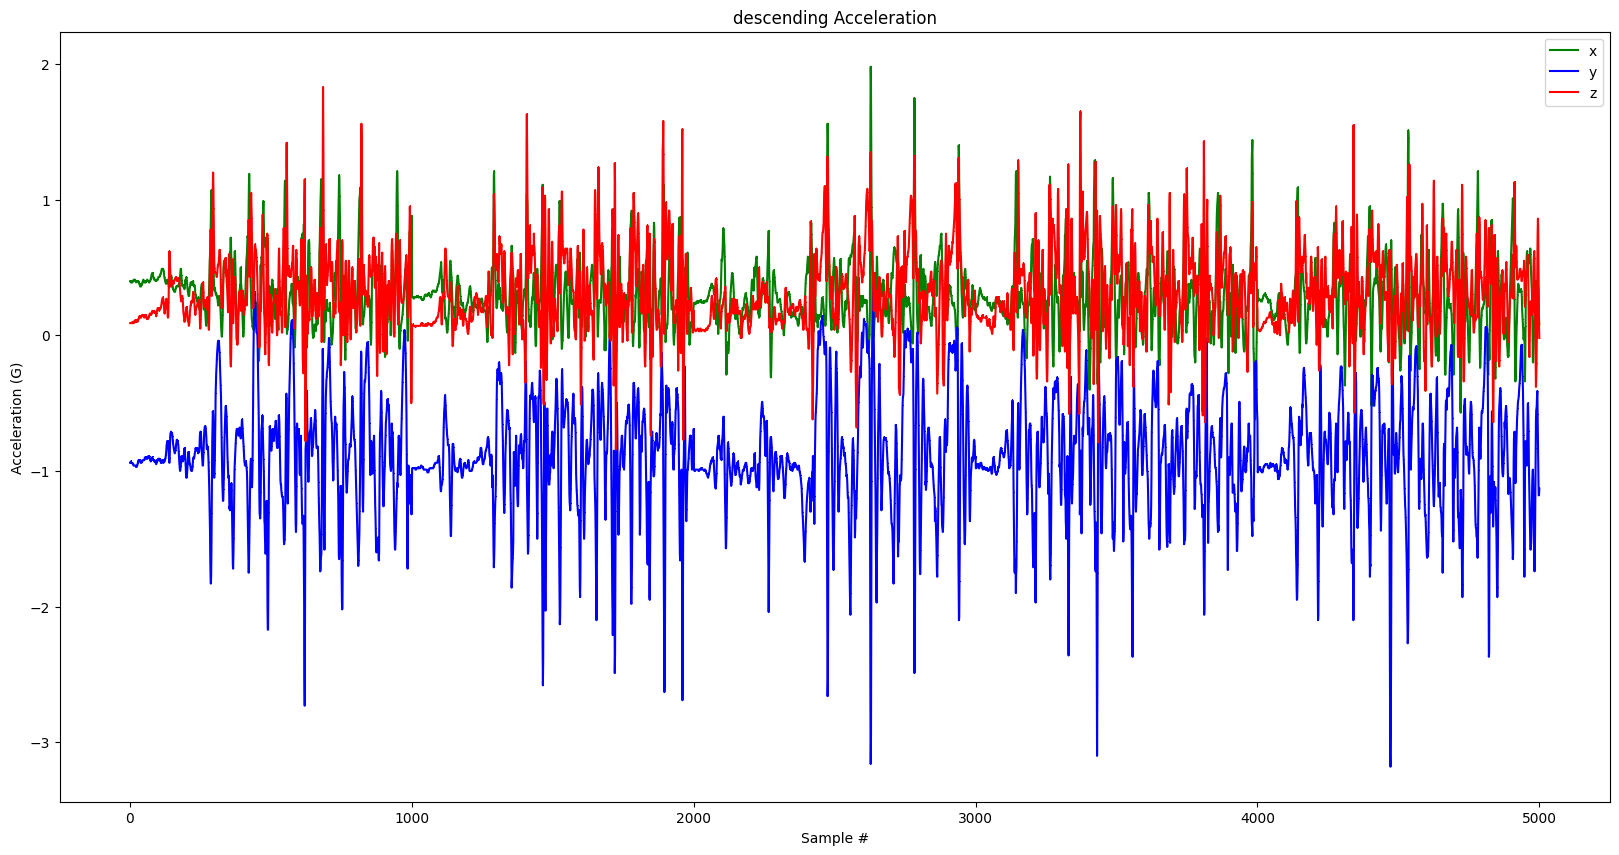 descending Acceleration
x
y
z
2
1
0
−1
−2
−3
Acceleration (G)
0 1000 2000 3000 4000 5000
Sample #